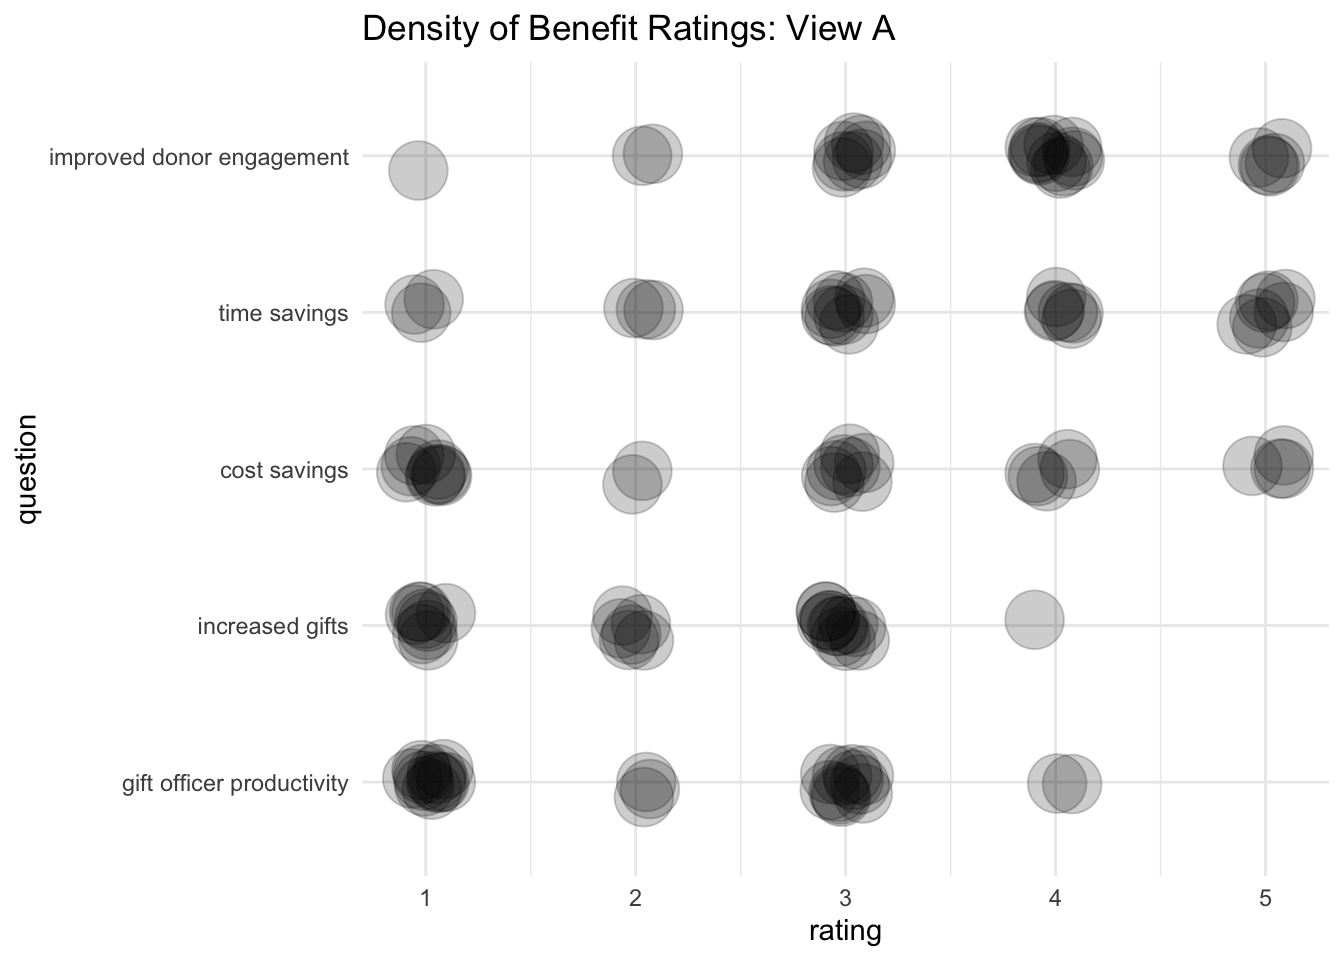 Density of Benefit Ratings: View A
improved donor engagement
time savings
cost savings
increased gifts
gift officer productivity
question
1 2 3 4 5
rating